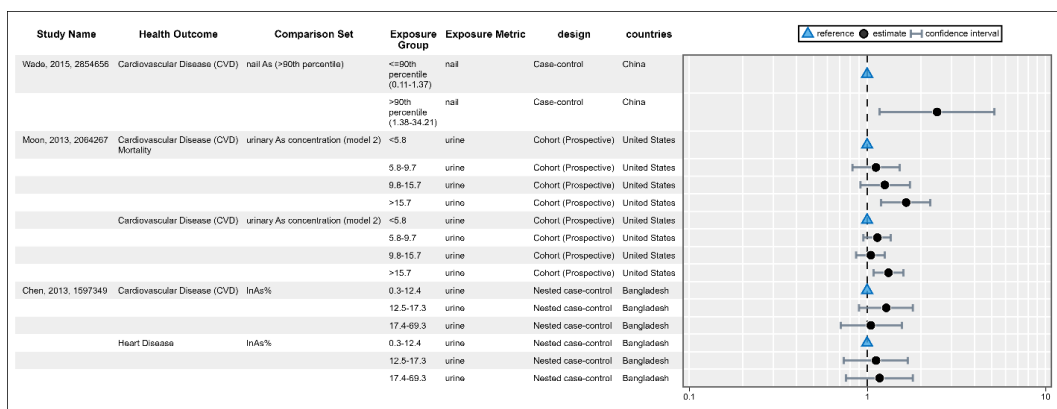 Study Name Health Outcome Comparison Set Exposure Group Exposure Metric design countries
reference estimate confidence interval
Wade, 2015, 2854656 Cardiovascular Disease (CVD) nail As (>90th percentile) <=90th percentile (0.11-1.37) nail Case-control China
>90th percentile (1.38-34.21) nail Case-control China
Moon, 2013, 2064267 Cardiovascular Disease (CVD) Mortality urinary As concentration (model 2) <5.8 urine Cohort (Prospective) United States
5.8-9.7 urine Cohort (Prospective) United States
9.8-15.7 urine Cohort (Prospective) United States
>15.7 urine Cohort (Prospective) United States
Cardiovascular Disease (CVD) urinary As concentration (model 2) <5.8 urine Cohort (Prospective) United States
5.8-9.7 urine Cohort (Prospective) United States
9.8-15.7 urine Cohort (Prospective) United States
>15.7 urine Cohort (Prospective) United States
Chen, 2013, 1597349 Cardiovascular Disease (CVD) InAs% 0.3-12.4 urine Nested case-control Bangladesh
12.5-17.3 urine Nested case-control Bangladesh
17.4-69.3 urine Nested case-control Bangladesh
Heart Disease InAs% 0.3-12.4 urine Nested case-control Bangladesh
12.5-17.3 urine Nested case-control Bangladesh
17.4-69.3 urine Nested case-control Bangladesh
0.1 1 10